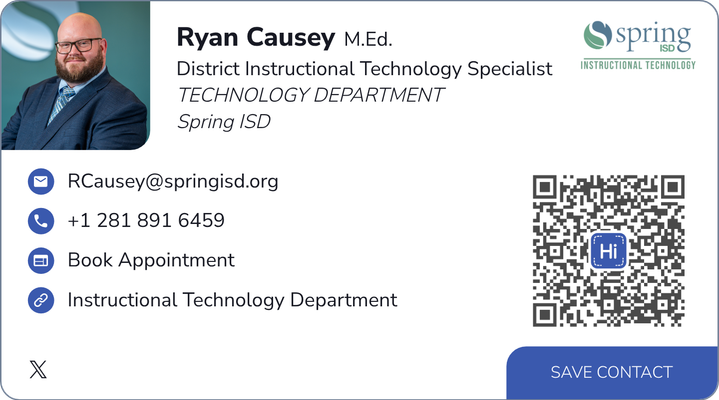 Ryan Causey M.Ed.
District Instructional Technology Specialist
TECHNOLOGY DEPARTMENT
Spring ISD
spring
ISD
INSTRUCTIONAL TECHNOLOGY
RCausey@springisd.org
+1 281 891 6459
Book Appointment
Instructional Technology Department
Hi
SAVE CONTACT